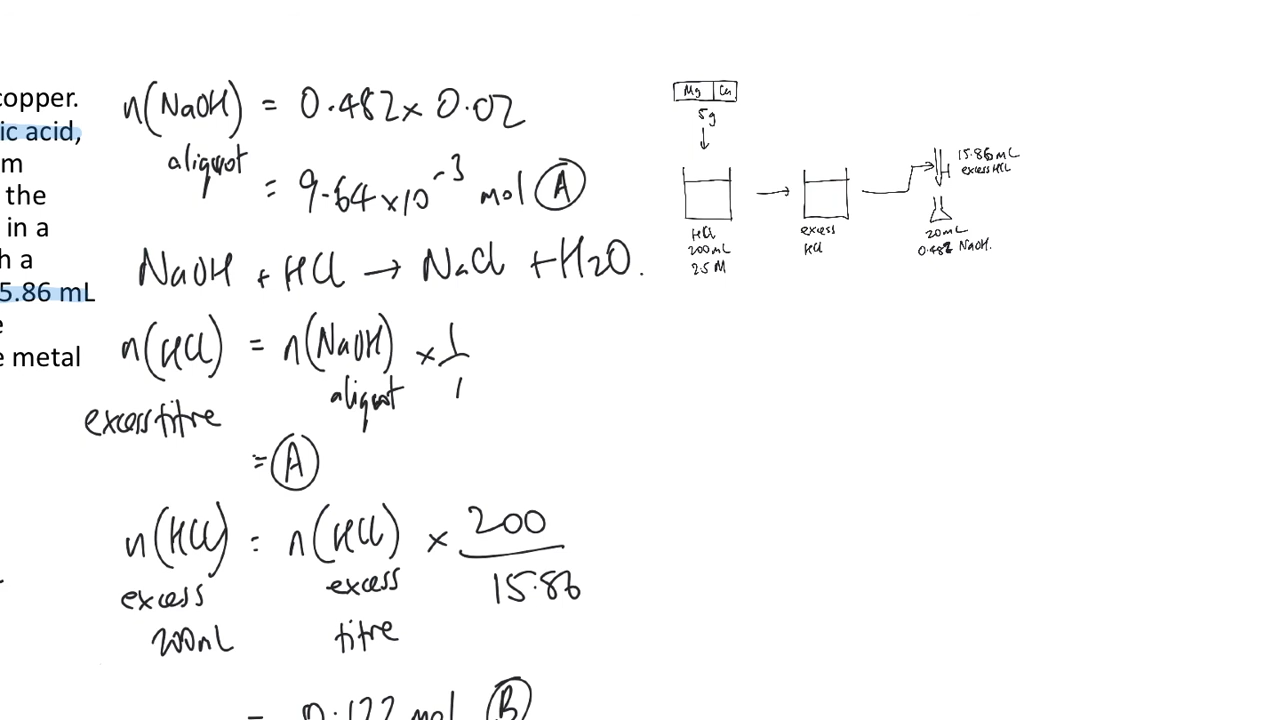 copper.
ic acid,
m
the
in a
h a
5.86 mL
e
e metal
n(NaOH) = 0.482 x 0.02
aliquot
= 9.64 x 10⁻³ mol (A)
NaOH + HCl → NaCl + H2O.
n(HCl) = n(NaOH) x 1/1
excess titre aliquot
= (A)
n(HCl) = n(HCl) x 200/15.86
excess excess
200mL titre
= 0.122 mol (B)
Mg Cu
5g
HCl
200mL
2.5 M
excess
HCl
15.86mL
excess HCl
20mL
0.482 NaOH.